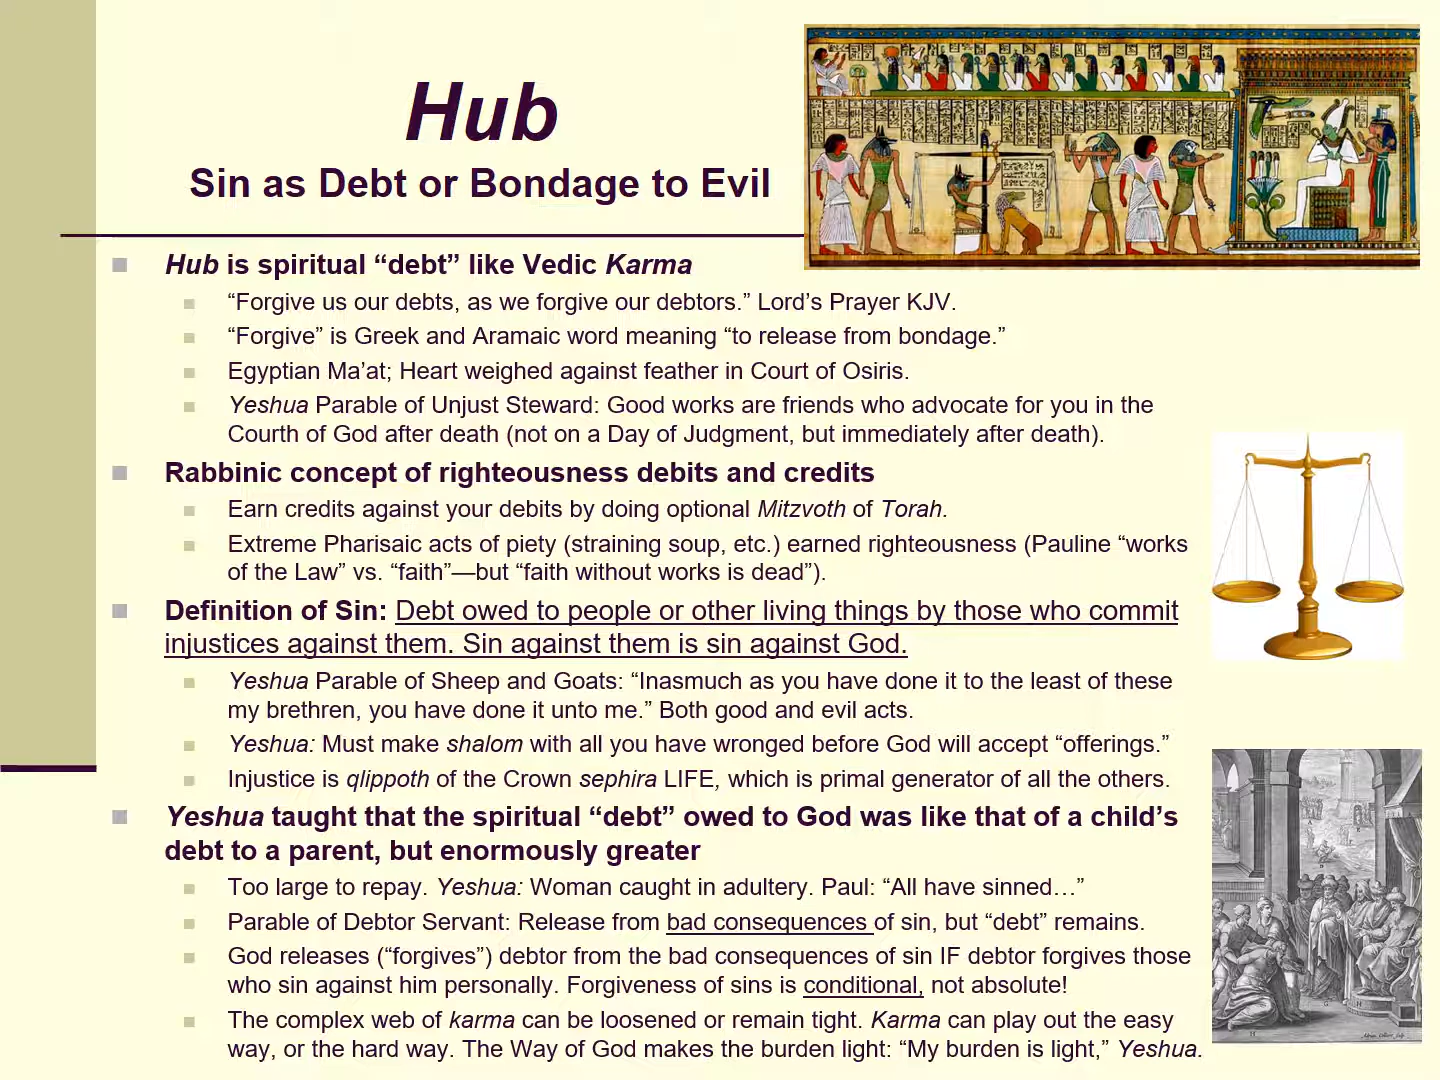 Hub
Sin as Debt or Bondage to Evil
Hub is spiritual “debt” like Vedic Karma
“Forgive us our debts, as we forgive our debtors.” Lord’s Prayer KJV.
“Forgive” is Greek and Aramaic word meaning “to release from bondage.”
Egyptian Ma’at; Heart weighed against feather in Court of Osiris.
Yeshua Parable of Unjust Steward: Good works are friends who advocate for you in the
Courth of God after death (not on a Day of Judgment, but immediately after death).
Rabbinic concept of righteousness debits and credits
Earn credits against your debits by doing optional Mitzvoth of Torah.
Extreme Pharisaic acts of piety (straining soup, etc.) earned righteousness (Pauline “works
of the Law” vs. “faith”—but “faith without works is dead”).
Definition of Sin: Debt owed to people or other living things by those who commit
injustices against them. Sin against them is sin against God.
Yeshua Parable of Sheep and Goats: “Inasmuch as you have done it to the least of these
my brethren, you have done it unto me.” Both good and evil acts.
Yeshua: Must make shalom with all you have wronged before God will accept “offerings.”
Injustice is qlippoth of the Crown sephira LIFE, which is primal generator of all the others.
Yeshua taught that the spiritual “debt” owed to God was like that of a child’s
debt to a parent, but enormously greater
Too large to repay. Yeshua: Woman caught in adultery. Paul: “All have sinned…”
Parable of Debtor Servant: Release from bad consequences of sin, but “debt” remains.
God releases (“forgives”) debtor from the bad consequences of sin IF debtor forgives those
who sin against him personally. Forgiveness of sins is conditional, not absolute!
The complex web of karma can be loosened or remain tight. Karma can play out the easy
way, or the hard way. The Way of God makes the burden light: “My burden is light,” Yeshua.